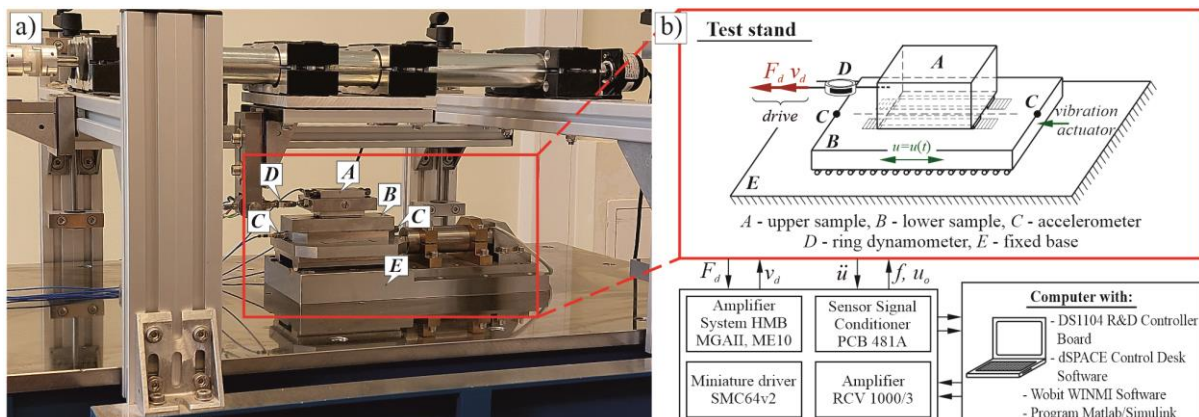 a)
A
B
D
C
C
E
b)
Test stand
A
D
F_d v_d
drive
C
C
vibration
actuator
B
u=u(t)
E
A - upper sample, B - lower sample, C - accelerometer
D - ring dynamometer, E - fixed base
F_d v_d ü f, u_o
Amplifier
System HMB
MGAII, ME10
Sensor Signal
Conditioner
PCB 481A
Miniature driver
SMC64v2
Amplifier
RCV 1000/3
Computer with:
- DS1104 R&D Controller
Board
- dSPACE Control Desk
Software
- Wobit WINMI Software
- Program Matlab/Simulink